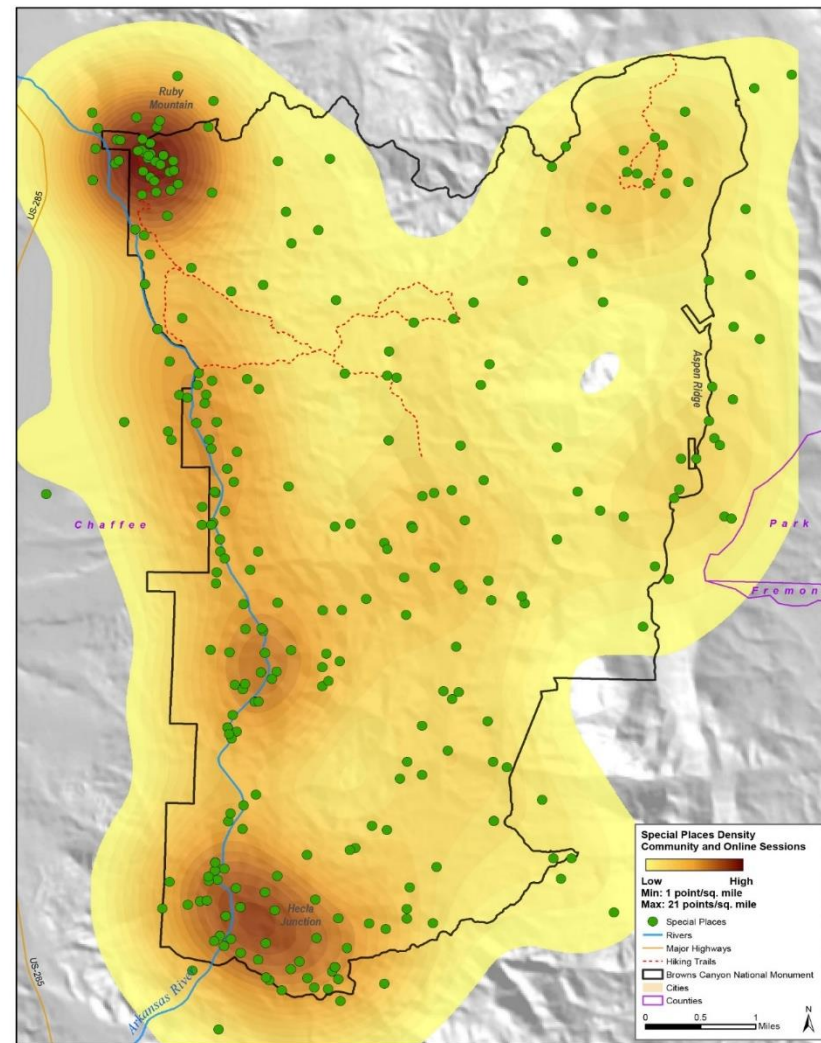 Ruby
Mountain
US-285
Aspen Ridge
Chaffee
Park
Fremon
Hecla
Junction
US-285
Arkansas River
Special Places Density
Community and Online Sessions
Low High
Min: 1 point/sq. mile
Max: 21 points/sq. mile
Special Places
Rivers
Major Highways
Hiking Trails
Browns Canyon National Monument
Cities
Counties
N
0 0.5 1
Miles